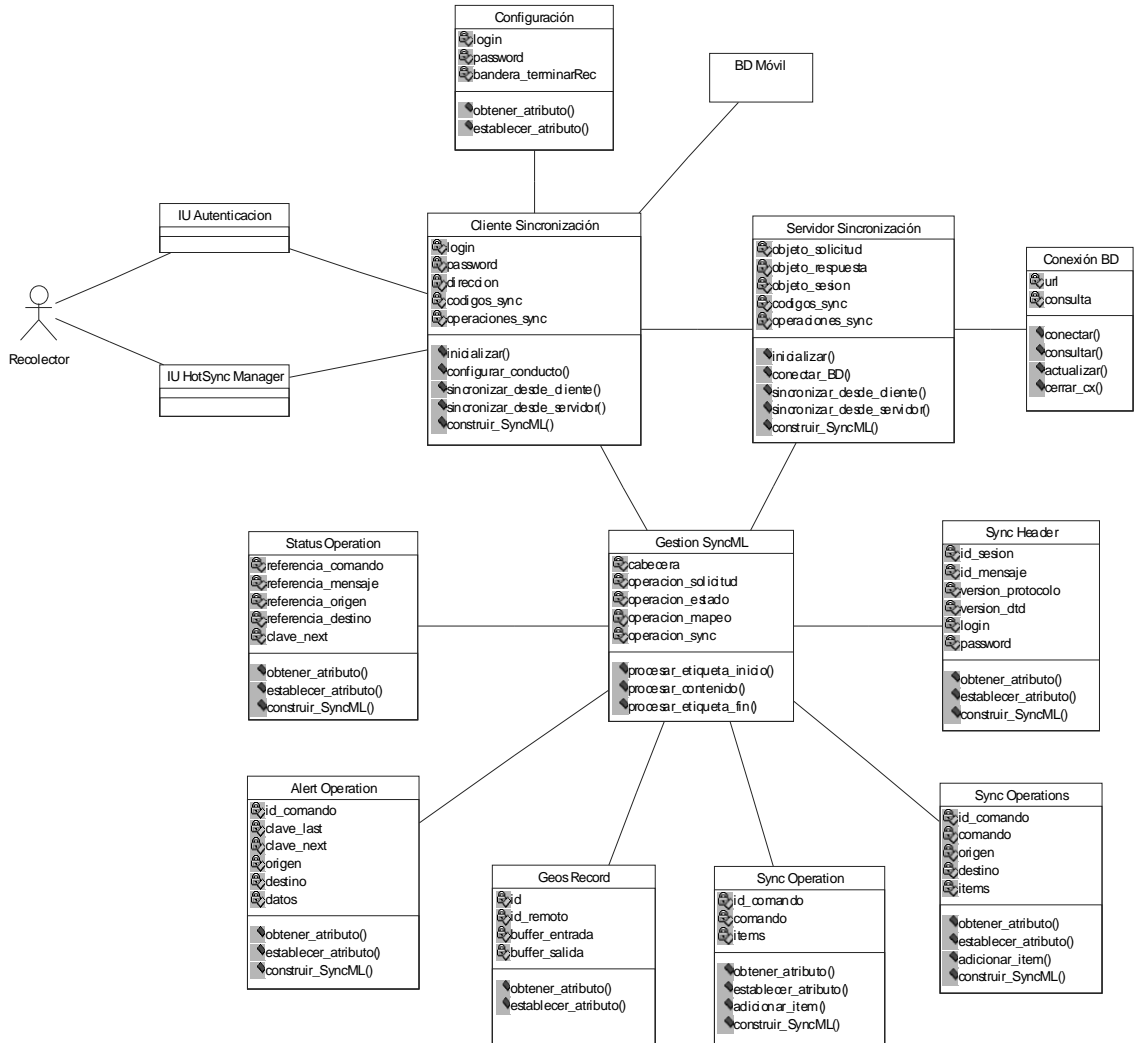 Configuración
login
password
bandera_terminarRec
obtener_atributo()
establecer_atributo()
BD Móvil
IU Autenticacion
Recolector
IU HotSync Manager
Cliente Sincronización
login
password
direccion
codigos_sync
operaciones_sync
inicializar()
configurar_conducto()
sincronizar_desde_cliente()
sincronizar_desde_servidor()
construir_SyncML()
Servidor Sincronización
objeto_solicitud
objeto_respuesta
objeto_sesion
codigos_sync
operaciones_sync
inicializar()
conectar_BD()
sincronizar_desde_cliente()
sincronizar_desde_servidor()
construir_SyncML()
Conexión BD
url
consulta
conectar()
consultar()
actualizar()
cerrar_cx()
Status Operation
referencia_comando
referencia_mensaje
referencia_origen
referencia_destino
clave_next
obtener_atributo()
establecer_atributo()
construir_SyncML()
Gestion SyncML
cabecera
operacion_solicitud
operacion_estado
operacion_mapeo
operacion_sync
procesar_etiqueta_inicio()
procesar_contenido()
procesar_etiqueta_fin()
Sync Header
id_sesion
id_mensaje
version_protocolo
version_dtd
login
password
obtener_atributo()
establecer_atributo()
construir_SyncML()
Alert Operation
id_comando
clave_last
clave_next
origen
destino
datos
obtener_atributo()
establecer_atributo()
construir_SyncML()
Geos Record
id
id_remoto
buffer_entrada
buffer_salida
obtener_atributo()
establecer_atributo()
Sync Operation
id_comando
comando
items
obtener_atributo()
establecer_atributo()
adicionar_item()
construir_SyncML()
Sync Operations
id_comando
comando
origen
destino
items
obtener_atributo()
establecer_atributo()
adicionar_item()
construir_SyncML()